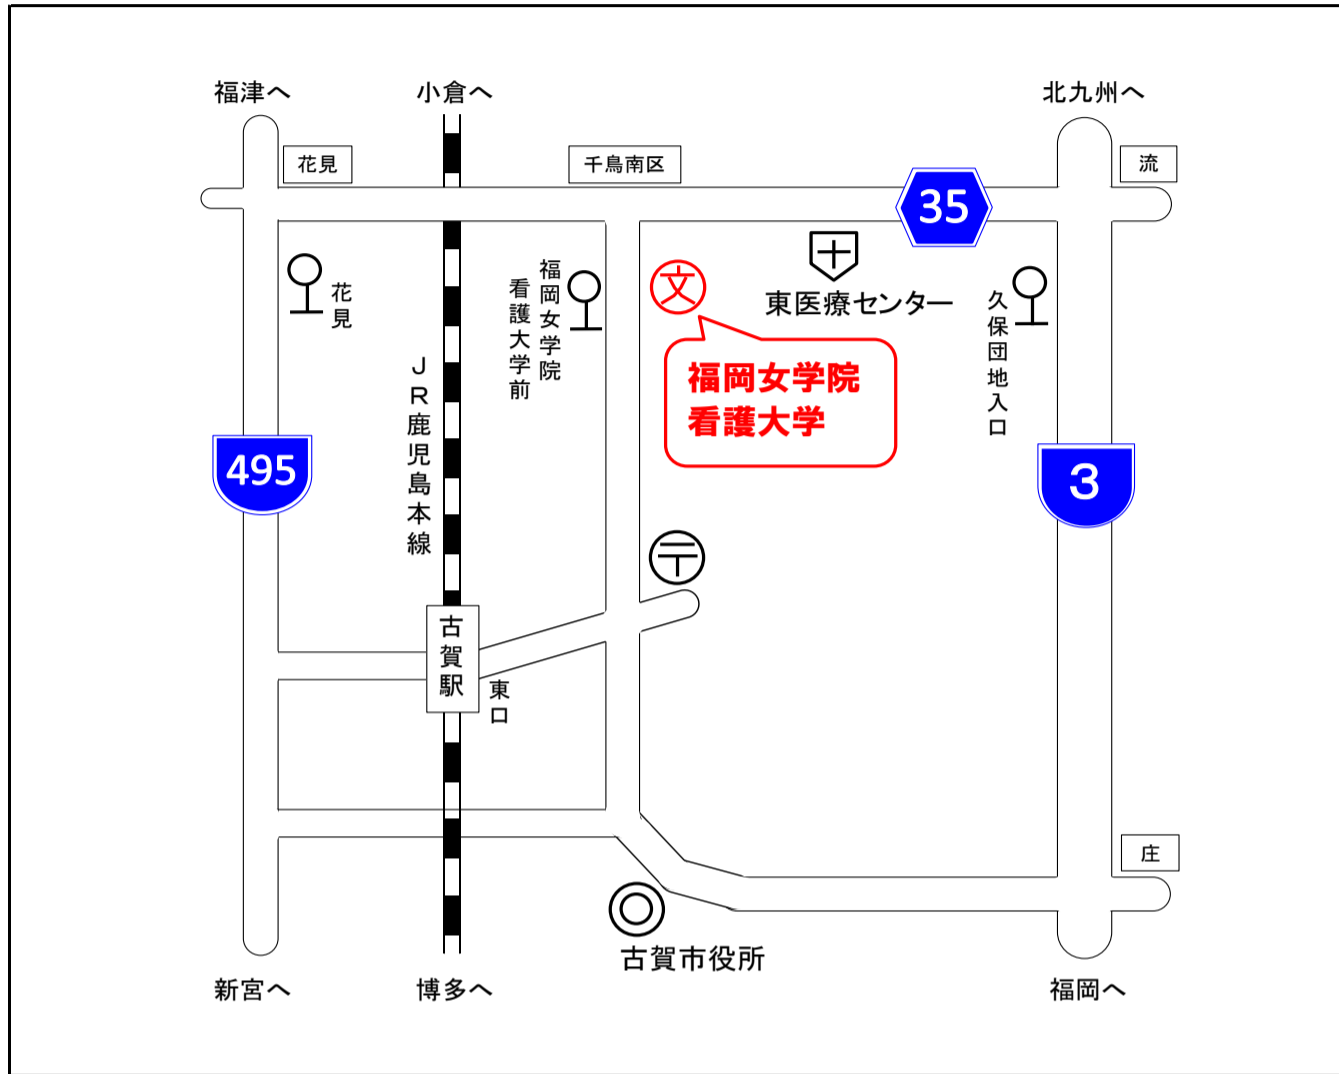 福津へ
小倉へ
北九州へ
花見
千鳥南区
流
35
花見
福岡女学院
看護大学前
文
東医療センター
久保団地入口
福岡女学院
看護大学
JR鹿児島本線
495
3
〒
古賀駅
東口
庄
古賀市役所
新宮へ
博多へ
福岡へ